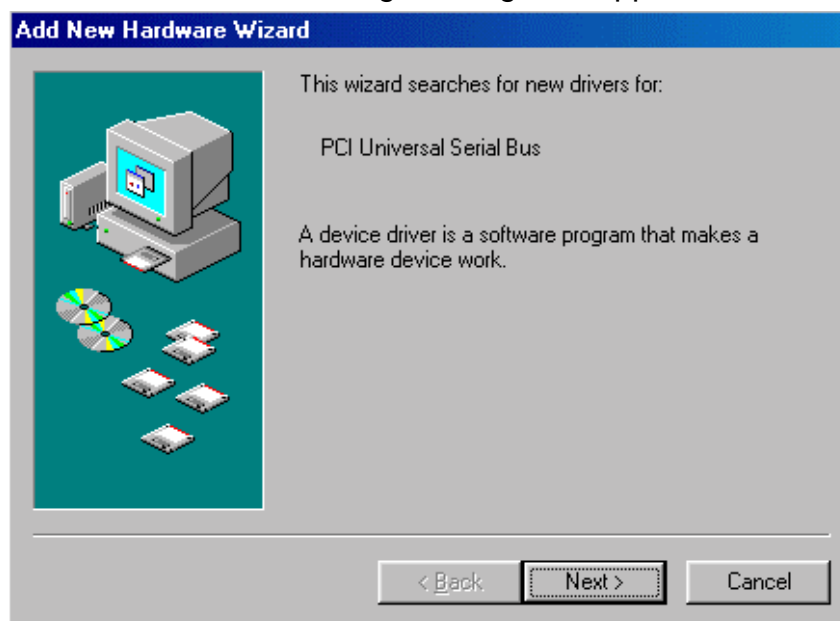 Add New Hardware Wizard
This wizard searches for new drivers for:
PCI Universal Serial Bus
A device driver is a software program that makes a
hardware device work.
< Back
Next >
Cancel